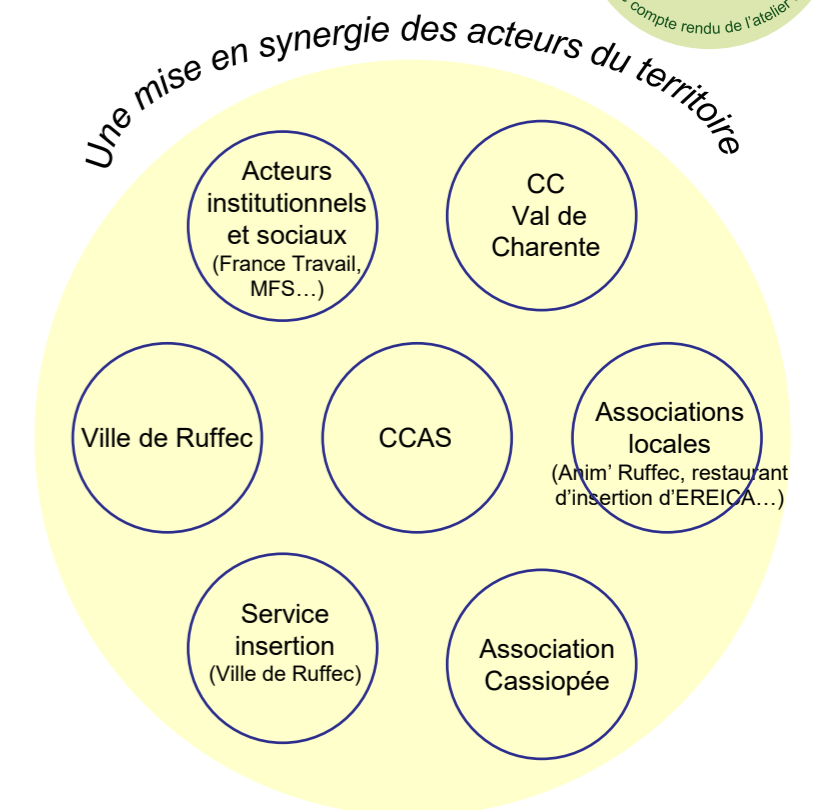 compte rendu de l'atelier
Une mise en synergie des acteurs du territoire
Acteurs
institutionnels
et sociaux
(France Travail,
MFS…)
CC
Val de
Charente
Ville de Ruffec
CCAS
Associations
locales
(Anim' Ruffec, restaurant
d'insertion d'EREICA…)
Service
insertion
(Ville de Ruffec)
Association
Cassiopée